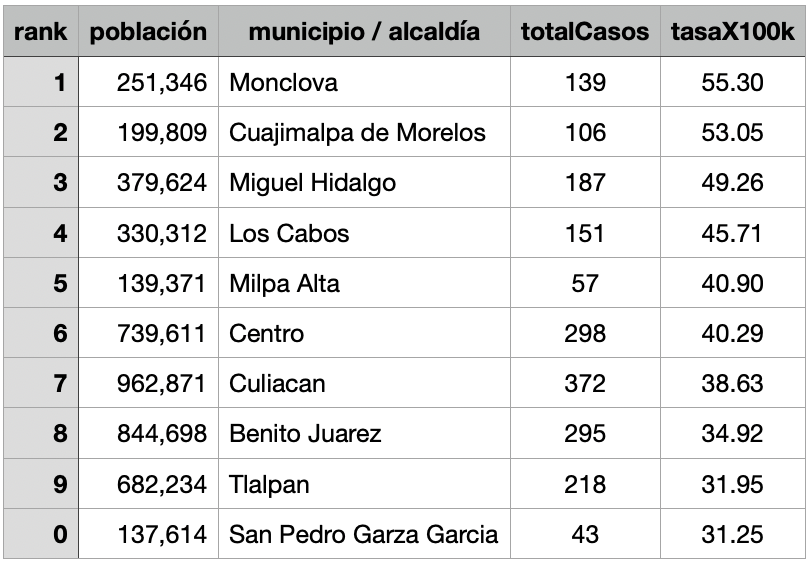 rank población municipio / alcaldía totalCasos tasaX100k
1 251,346 Monclova 139 55.30
2 199,809 Cuajimalpa de Morelos 106 53.05
3 379,624 Miguel Hidalgo 187 49.26
4 330,312 Los Cabos 151 45.71
5 139,371 Milpa Alta 57 40.90
6 739,611 Centro 298 40.29
7 962,871 Culiacan 372 38.63
8 844,698 Benito Juarez 295 34.92
9 682,234 Tlalpan 218 31.95
0 137,614 San Pedro Garza Garcia 43 31.25